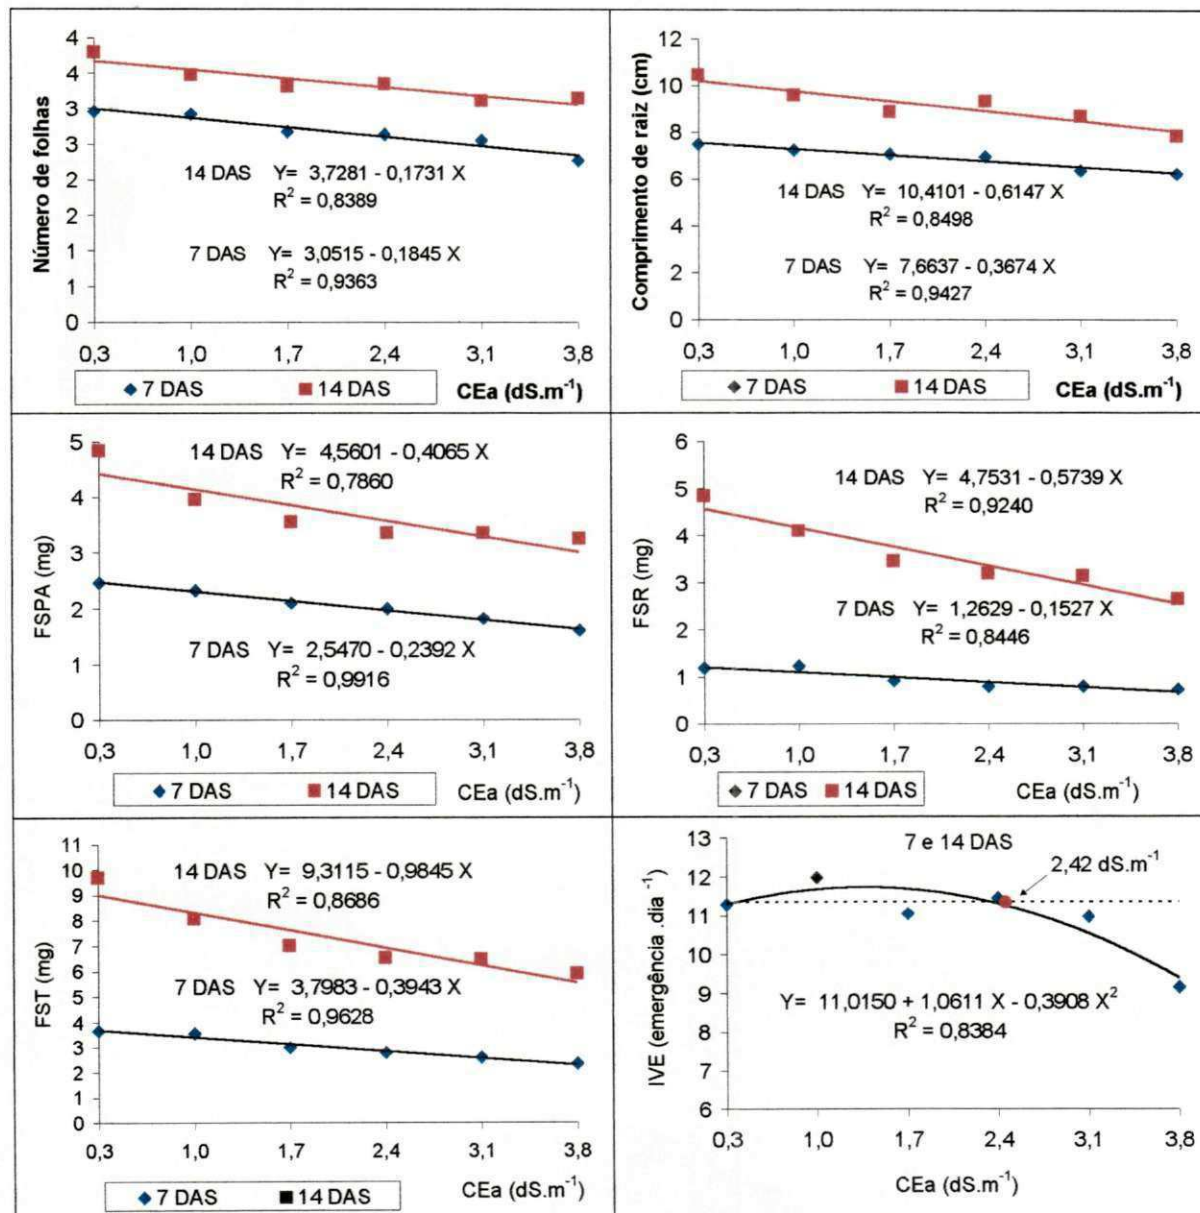 4
4
3
3
2
2
1
1
0
Número de folhas
14 DAS Y= 3,7281 - 0,1731 X
R² = 0,8389
7 DAS Y= 3,0515 - 0,1845 X
R² = 0,9363
0,3 1,0 1,7 2,4 3,1 3,8
7 DAS 14 DAS CEa (dS.m⁻¹)
12
10
8
6
4
2
0
Comprimento de raiz (cm)
14 DAS Y= 10,4101 - 0,6147 X
R² = 0,8498
7 DAS Y= 7,6637 - 0,3674 X
R² = 0,9427
0,3 1,0 1,7 2,4 3,1 3,8
7 DAS 14 DAS CEa (dS.m⁻¹)
5
4
3
2
1
0
FSPA (mg)
14 DAS Y= 4,5601 - 0,4065 X
R² = 0,7860
7 DAS Y= 2,5470 - 0,2392 X
R² = 0,9916
0,3 1,0 1,7 2,4 3,1 3,8
7 DAS 14 DAS CEa (dS.m⁻¹)
6
5
4
3
2
1
0
FSR (mg)
14 DAS Y= 4,7531 - 0,5739 X
R² = 0,9240
7 DAS Y= 1,2629 - 0,1527 X
R² = 0,8446
0,3 1,0 1,7 2,4 3,1 3,8
7 DAS 14 DAS CEa (dS.m⁻¹)
11
10
9
8
7
6
5
4
3
2
1
0
FST (mg)
14 DAS Y= 9,3115 - 0,9845 X
R² = 0,8686
7 DAS Y= 3,7983 - 0,3943 X
R² = 0,9628
0,3 1,0 1,7 2,4 3,1 3,8
7 DAS 14 DAS CEa (dS.m⁻¹)
13
12
11
10
9
8
7
6
IVE (emergência .dia ⁻¹)
7 e 14 DAS
2,42 dS.m⁻¹
Y= 11,0150 + 1,0611 X - 0,3908 X²
R² = 0,8384
0,3 1,0 1,7 2,4 3,1 3,8
CEa (dS.m⁻¹)